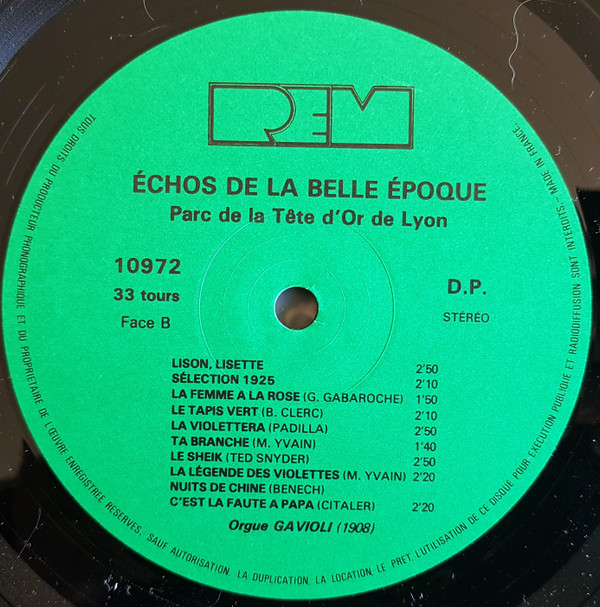 REM
ÉCHOS DE LA BELLE ÉPOQUE
Parc de la Tête d'Or de Lyon
10972
33 tours
Face B
D.P.
STÉRÉO
LISON, LISETTE 2'50
SÉLECTION 1925 2'10
LA FEMME A LA ROSE (G. GABAROCHE) 1'50
LE TAPIS VERT (B. CLERC) 2'10
LA VIOLETTERA (PADILLA) 2'50
TA BRANCHE (M. YVAIN) 1'40
LE SHEIK (TED SNYDER) 2'50
LA LÉGENDE DES VIOLETTES (M. YVAIN) 2'20
NUITS DE CHINE (BENECH)
C'EST LA FAUTE A PAPA (CITALER) 2'20
Orgue GAVIOLI (1908)
TOUS DROITS DU PRODUCTEUR PHONOGRAPHIQUE ET DU PROPRIETAIRE DE L'ŒUVRE ENREGISTREE RESERVES, SAUF AUTORISATION. LA DUPLICATION, LA LOCATION, LE PRET, L'UTILISATION DE CE DISQUE POUR EXECUTION PUBLIQUE ET RADIODIFFUSION SONT INTERDITS. - MADE IN FRANCE.